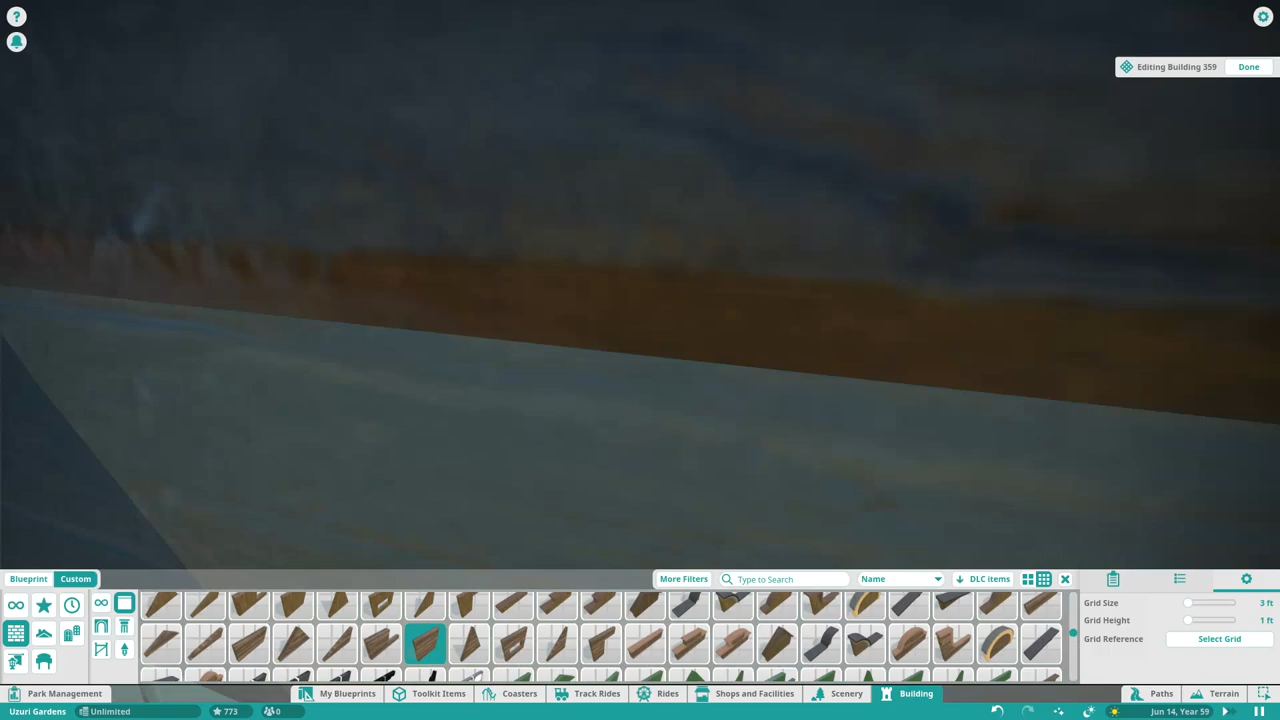 ?
Editing Building 359 Done
Blueprint Custom More Filters Type to Search Name DLC items
Grid Size 3 ft
Grid Height 1 ft
Grid Reference Select Grid
Park Management My Blueprints Toolkit Items Coasters Track Rides Rides Shops and Facilities Scenery Building Paths Terrain
Uzuri Gardens Unlimited 773 0 Jun 14, Year 59